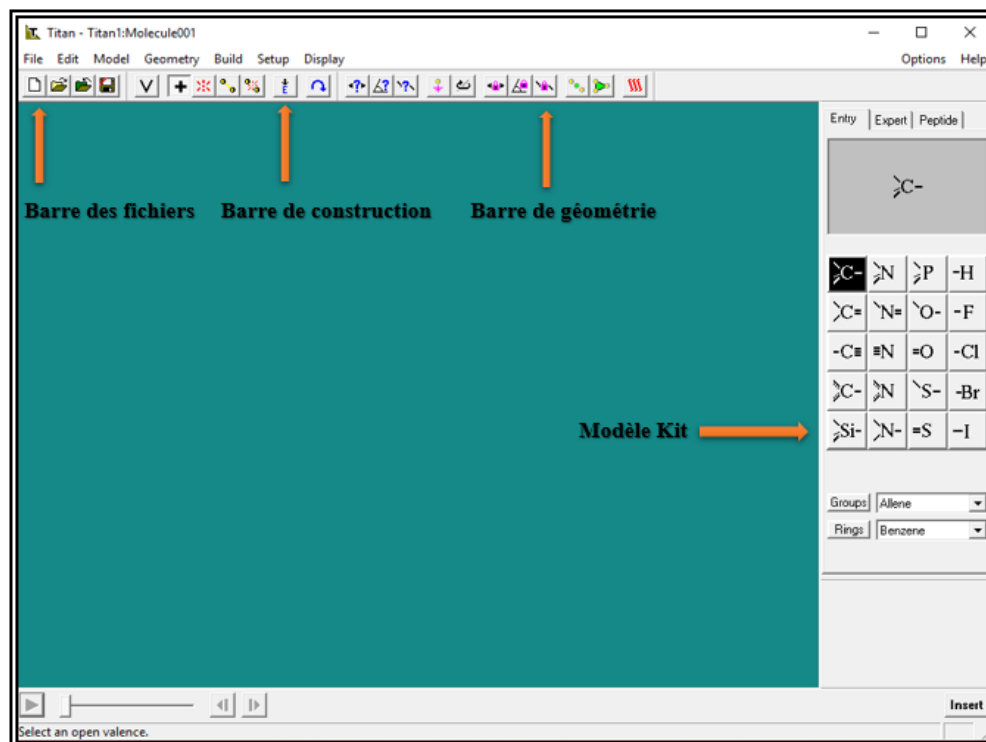 Titan - Titan1:Molecule001
File Edit Model Geometry Build Setup Display Options Help
V
Entry Expert Peptide
C-
Barre des fichiers Barre de construction Barre de géométrie
C- N P -H
C= N= O- -F
-C≡ ≡N =O -Cl
C- N S- -Br
Modèle Kit
Si- N- =S -I
Groups Allene
Rings Benzene
Insert
Select an open valence.